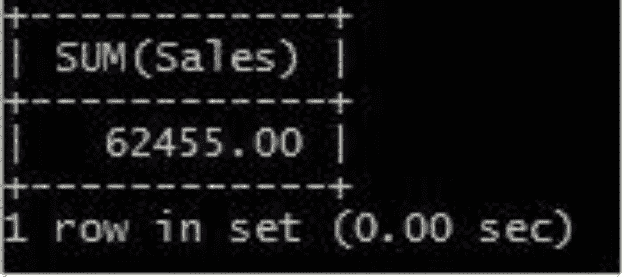 +------------+
| SUM(Sales) |
+------------+
|   62455.00 |
+------------+
1 row in set (0.00 sec)